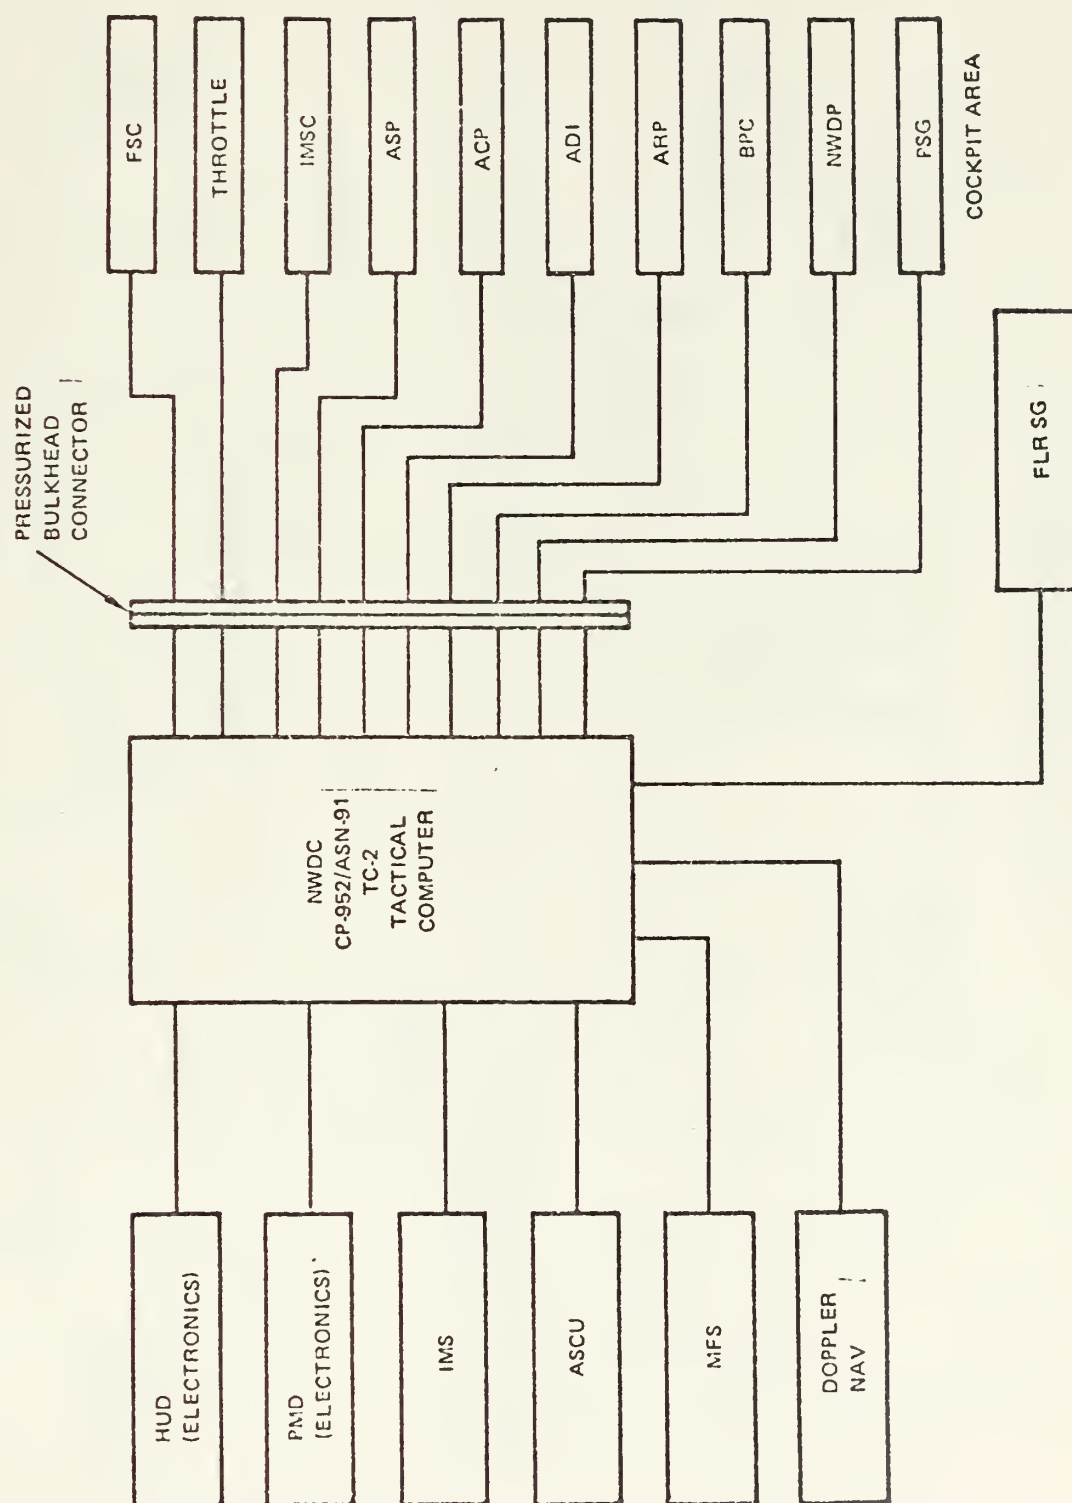 PRESSURIZED
BULKHEAD
CONNECTOR
FSC
THROTTLE
IMSC
ASP
ACP
ADI
ARP
BPC
NWDP
PSG
COCKPIT AREA
NWDC
CP-952/ASN-91
TC-2
TACTICAL
COMPUTER
FLR SG
HUD
(ELECTRONICS)
PMD
(ELECTRONICS)
IMS
ASCU
MFS
DOPPLER
NAV